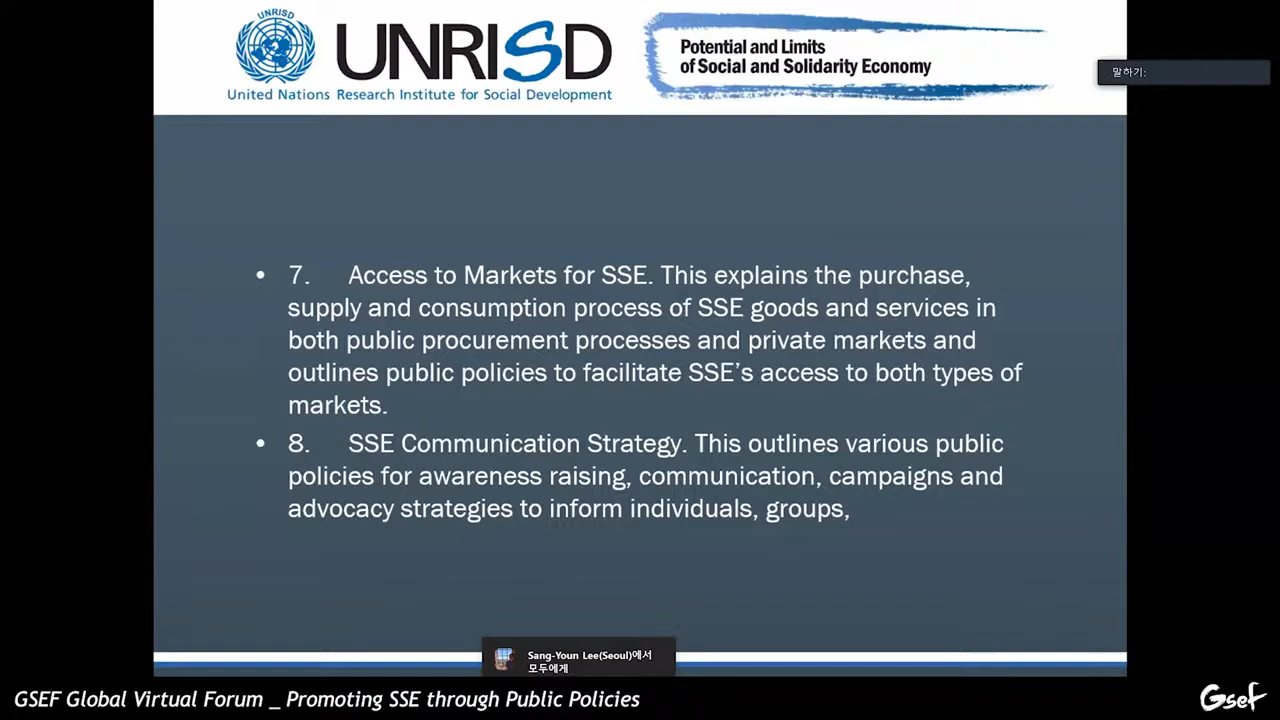 UNRISD
UNRISD
United Nations Research Institute for Social Development
Potential and Limits
of Social and Solidarity Economy
말하기:
• 7. Access to Markets for SSE. This explains the purchase,
supply and consumption process of SSE goods and services in
both public procurement processes and private markets and
outlines public policies to facilitate SSE's access to both types of
markets.
• 8. SSE Communication Strategy. This outlines various public
policies for awareness raising, communication, campaigns and
advocacy strategies to inform individuals, groups,
Sang-Youn Lee(Seoul)에서
모두에게
GSEF Global Virtual Forum _ Promoting SSE through Public Policies
Gsef